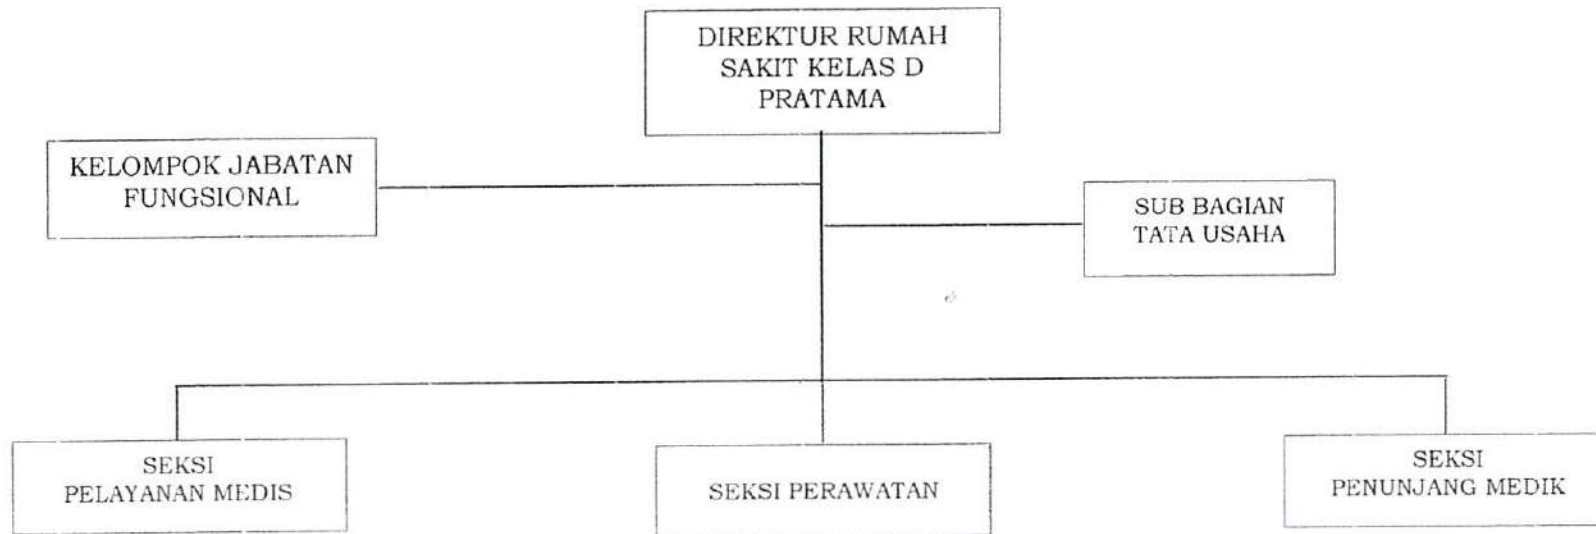 DIREKTUR RUMAH
SAKIT KELAS D
PRATAMA
KELOMPOK JABATAN
FUNGSIONAL
SUB BAGIAN
TATA USAHA
SEKSI
PELAYANAN MEDIS
SEKSI PERAWATAN
SEKSI
PENUNJANG MEDIK